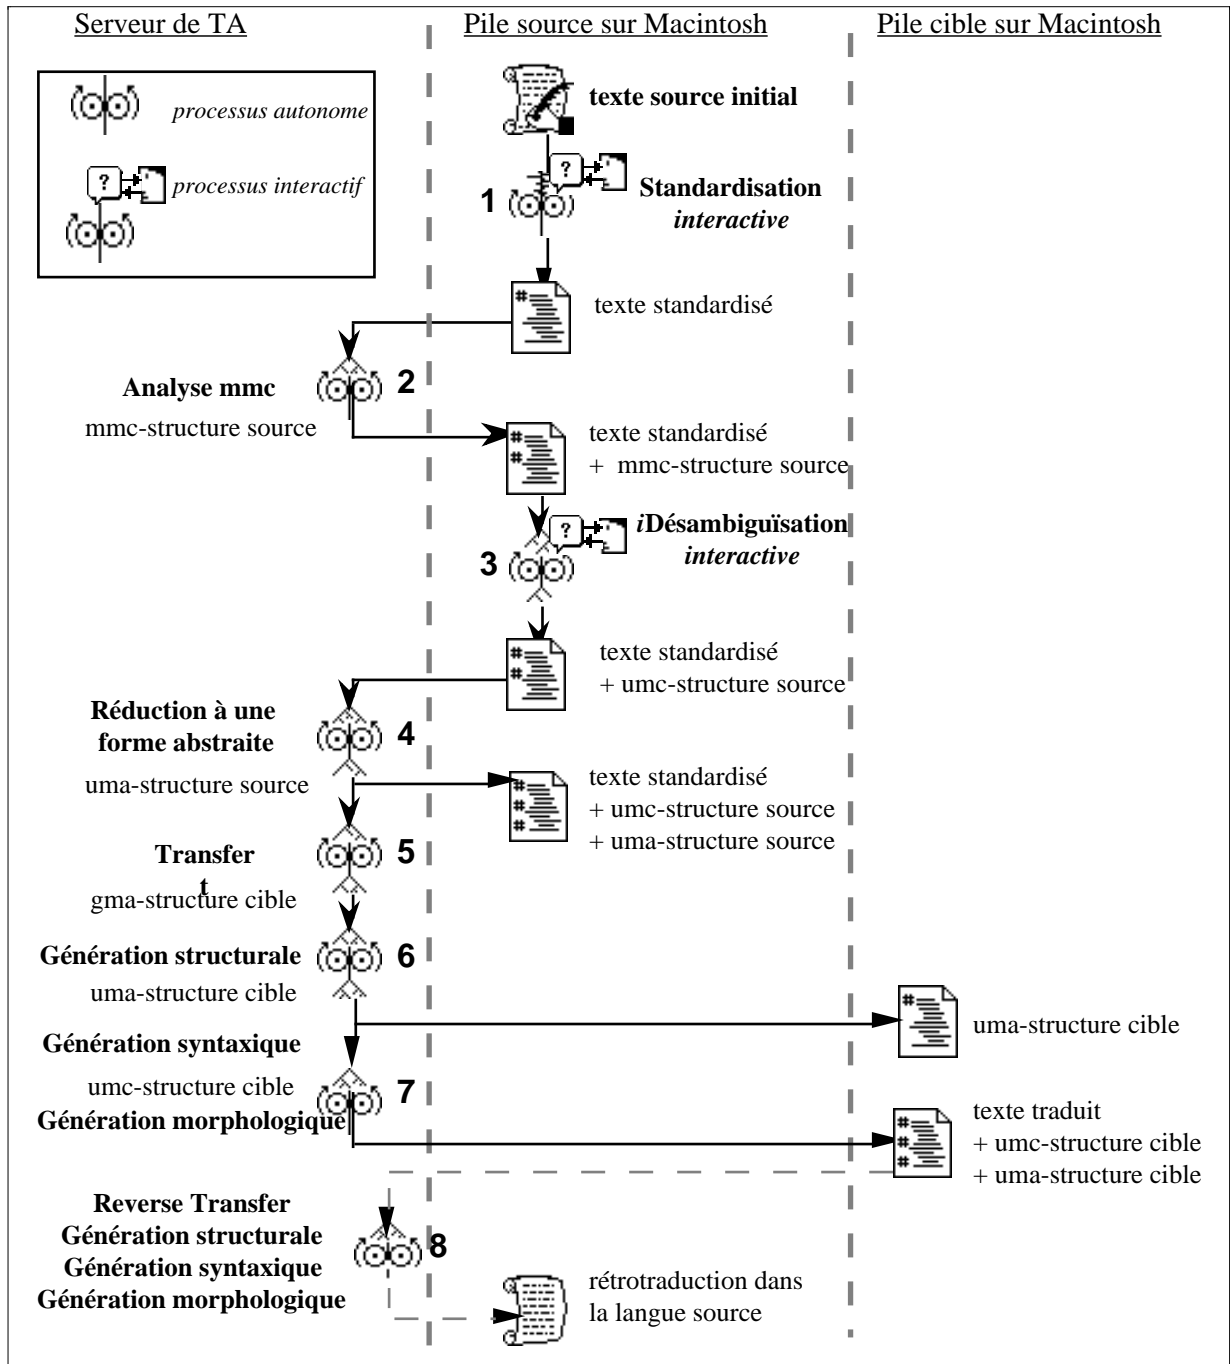 Serveur de TA
Pile source sur Macintosh
Pile cible sur Macintosh
processus autonome
?
processus interactif
texte source initial
?
1
Standardisation
interactive
#
texte standardisé
Analyse mmc
2
mmc-structure source
#
#
texte standardisé
+ mmc-structure source
?
iDésambiguïsation
interactive
3
#
#
texte standardisé
+ umc-structure source
Réduction à une
forme abstraite
4
uma-structure source
#
#
#
texte standardisé
+ umc-structure source
+ uma-structure source
Transfer
t
5
gma-structure cible
Génération structurale
6
uma-structure cible
#
uma-structure cible
Génération syntaxique
umc-structure cible
7
Génération morphologique
#
#
#
texte traduit
+ umc-structure cible
+ uma-structure cible
Reverse Transfer
Génération structurale
Génération syntaxique
Génération morphologique
8
rétrotraduction dans
la langue source